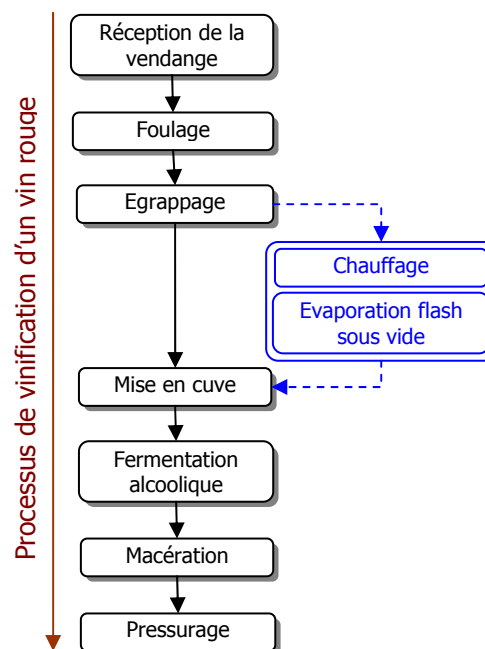 Processus de vinification d'un vin rouge
Réception de la
vendange
Foulage
Egrappage
Chauffage
Evaporation flash
sous vide
Mise en cuve
Fermentation
alcoolique
Macération
Pressurage